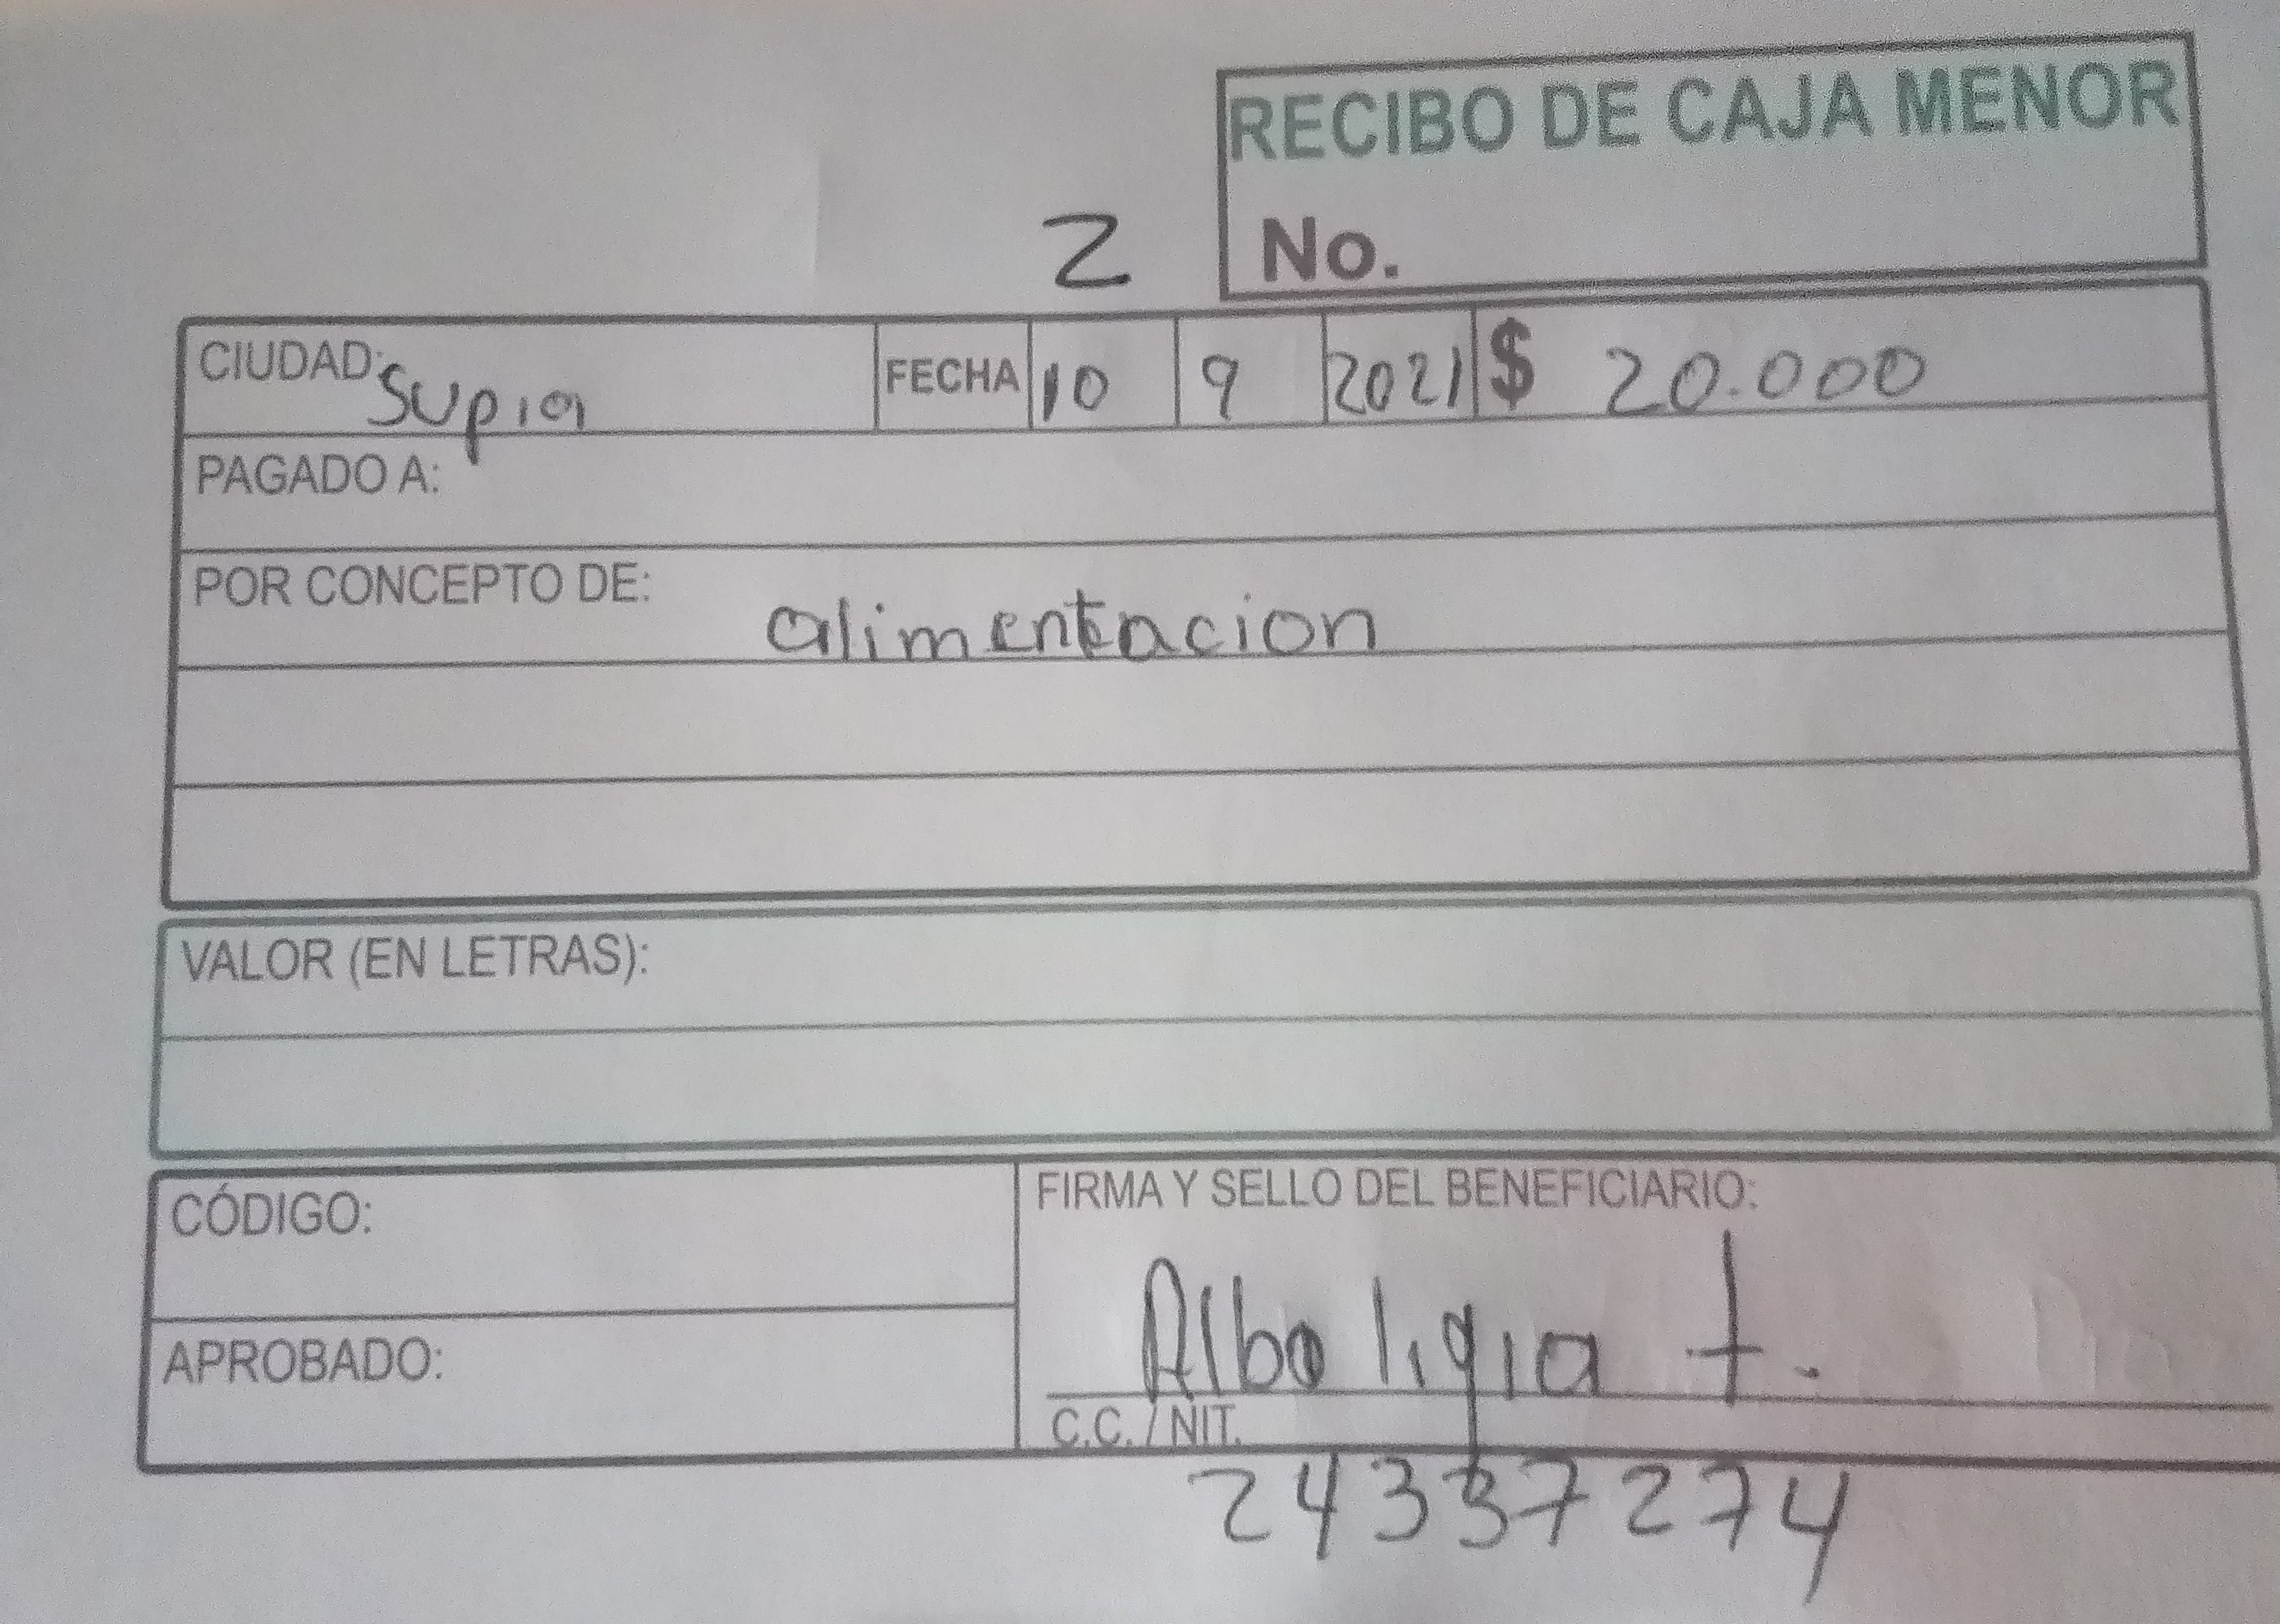 RECIBO DE CAJA MENOR
2 No.
CIUDAD: Supia FECHA 10 9 2021 $ 20.000
PAGADO A:
POR CONCEPTO DE: alimentacion
VALOR (EN LETRAS):
CÓDIGO:
FIRMA Y SELLO DEL BENEFICIARIO:
Alba ligia t.
APROBADO:
C.C. / NIT.
24337274